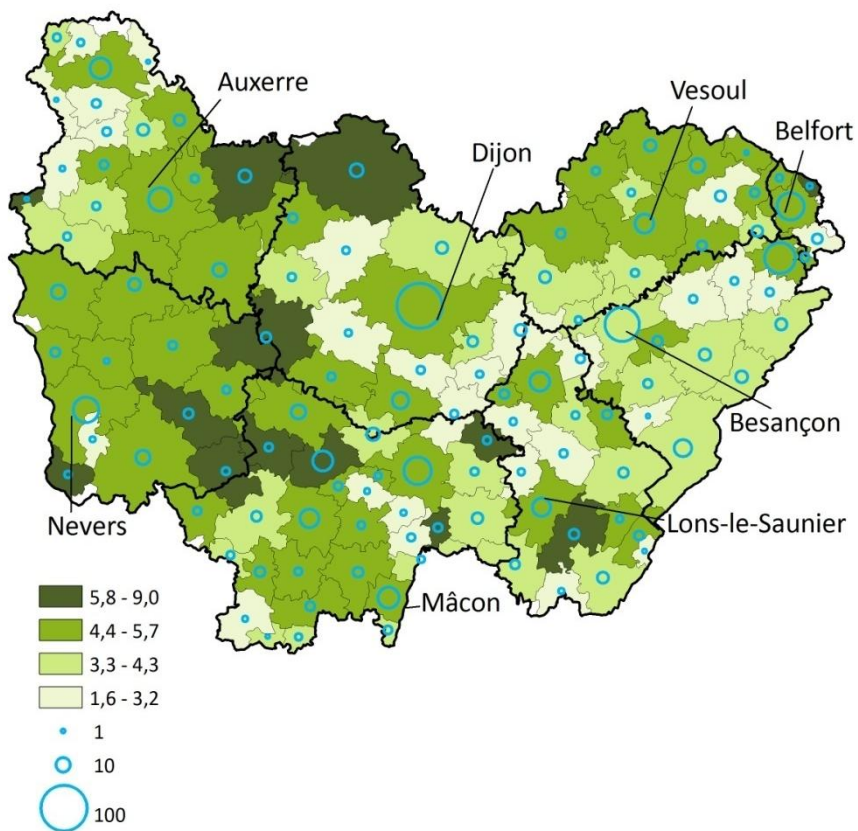 Auxerre
Vesoul
Belfort
Dijon
Besançon
Nevers
Lons-le-Saunier
Mâcon
5,8 - 9,0
4,4 - 5,7
3,3 - 4,3
1,6 - 3,2
1
10
100